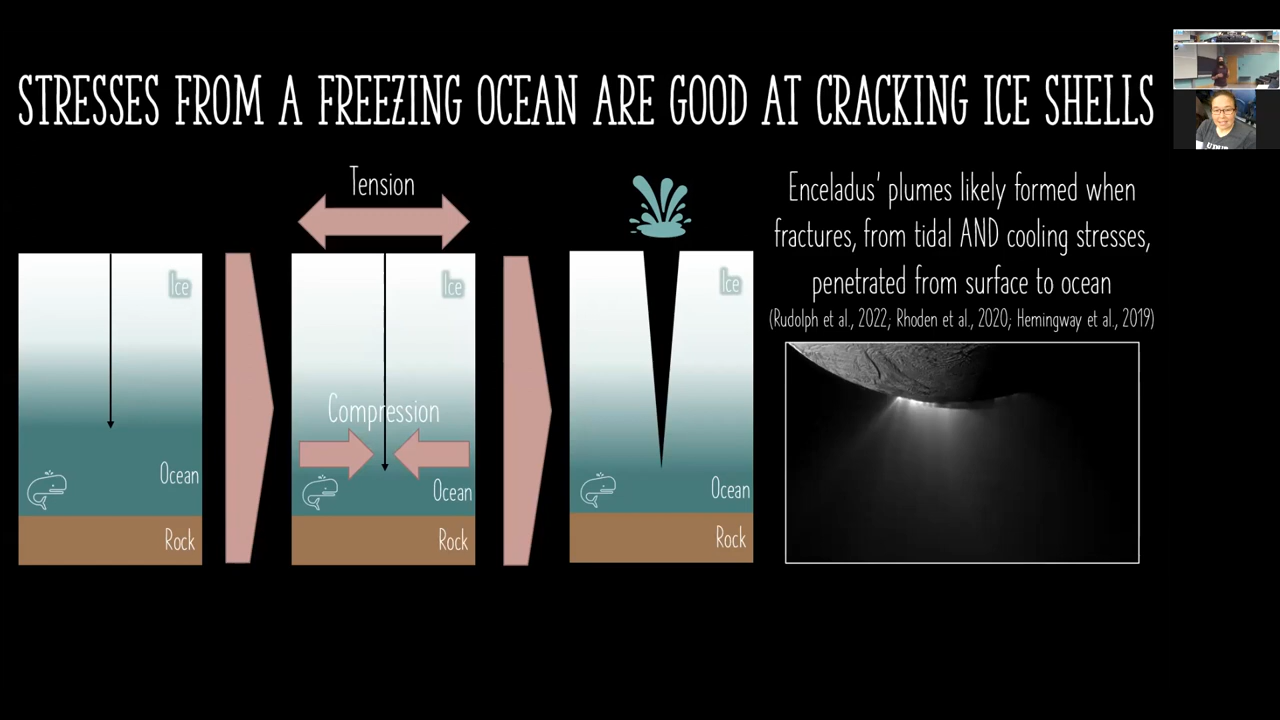 STRESSES FROM A FREEZING OCEAN ARE GOOD AT CRACKING ICE SHELLS
Ice
Ocean
Rock
Tension
Ice
Compression
Ocean
Rock
Ice
Ocean
Rock
Enceladus' plumes likely formed when
fractures, from tidal AND cooling stresses,
penetrated from surface to ocean
(Rudolph et al., 2022; Rhoden et al., 2020; Hemingway et al., 2019)